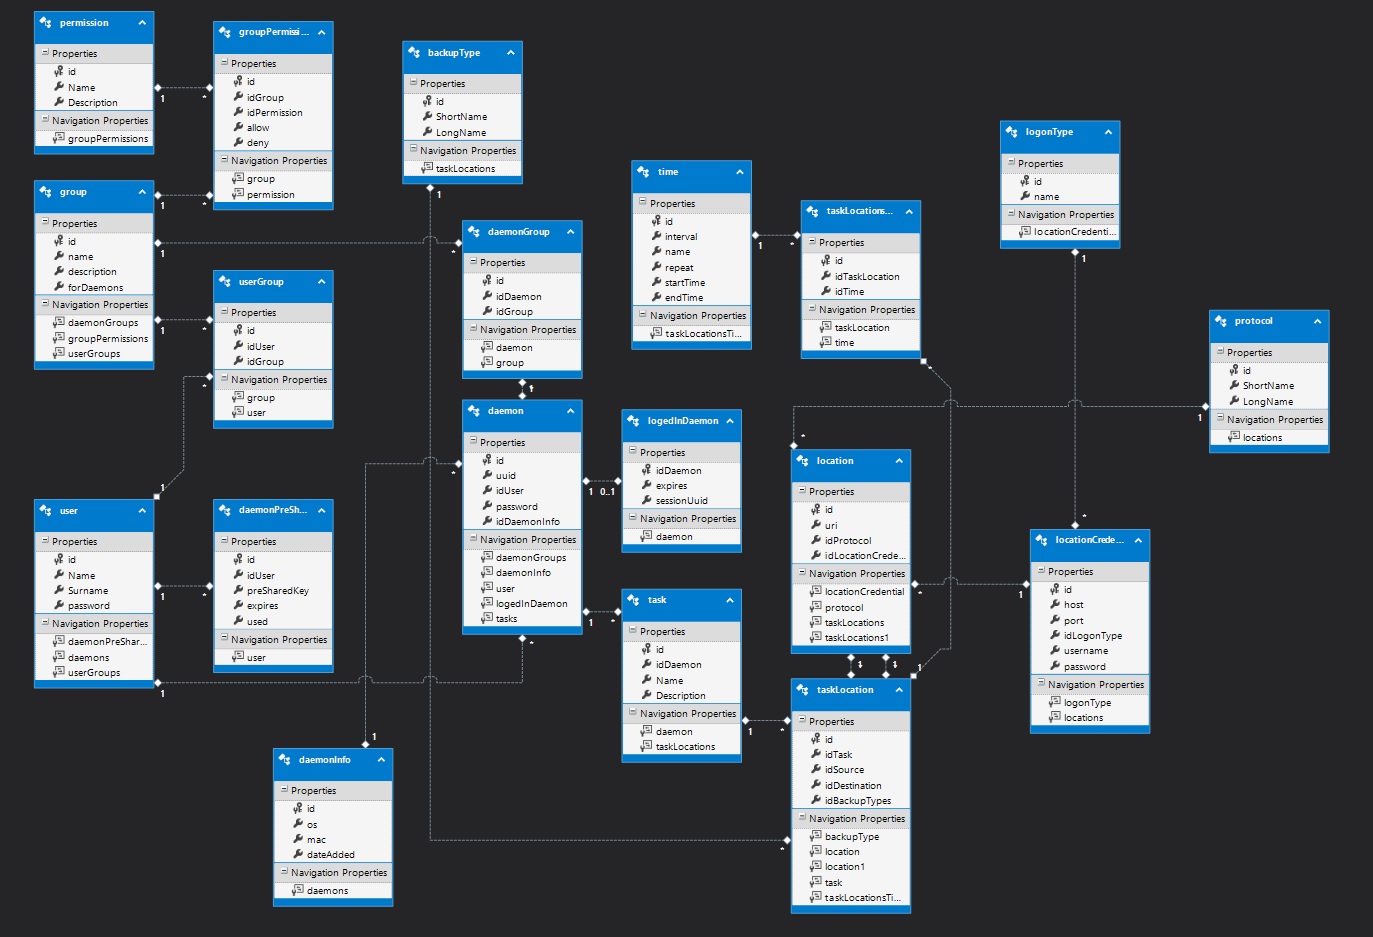 permission
Properties
id
Name
Description
Navigation Properties
groupPermissions
1
*
groupPermissi...
Properties
id
idGroup
idPermission
allow
deny
Navigation Properties
group
permission
group
Properties
id
name
description
forDaemons
Navigation Properties
daemonGroups
groupPermissions
userGroups
1
*
1
*
1
*
userGroup
Properties
id
idUser
idGroup
Navigation Properties
group
user
*
1
user
Properties
id
Name
Surname
password
Navigation Properties
daemonPreShar...
daemons
userGroups
1
*
1
*
daemonPreSh...
Properties
id
idUser
preSharedKey
expires
used
Navigation Properties
user
daemonInfo
Properties
id
os
mac
dateAdded
Navigation Properties
daemons
1
*
backupType
Properties
id
ShortName
LongName
Navigation Properties
taskLocations
1
*
daemonGroup
Properties
id
idDaemon
idGroup
Navigation Properties
daemon
group
daemon
Properties
id
uuid
idUser
password
idDaemonInfo
Navigation Properties
daemonGroups
daemonInfo
user
logedInDaemon
tasks
1
0..1
1
*
logedInDaemon
Properties
idDaemon
expires
sessionUuid
Navigation Properties
daemon
task
Properties
id
idDaemon
Name
Description
Navigation Properties
daemon
taskLocations
1
*
time
Properties
id
interval
name
repeat
startTime
endTime
Navigation Properties
taskLocationsTi...
1
*
taskLocations...
Properties
id
idTaskLocation
idTime
Navigation Properties
taskLocation
time
*
1
location
Properties
id
uri
idProtocol
idLocationCrede...
Navigation Properties
locationCredential
protocol
taskLocations
taskLocations1
*
1
*
1
taskLocation
Properties
id
idTask
idSource
idDestination
idBackupTypes
Navigation Properties
backupType
location
location1
task
taskLocationsTi...
logonType
Properties
id
name
Navigation Properties
locationCredenti...
1
*
locationCrede...
Properties
id
host
port
idLogonType
username
password
Navigation Properties
logonType
locations
protocol
Properties
id
ShortName
LongName
Navigation Properties
locations